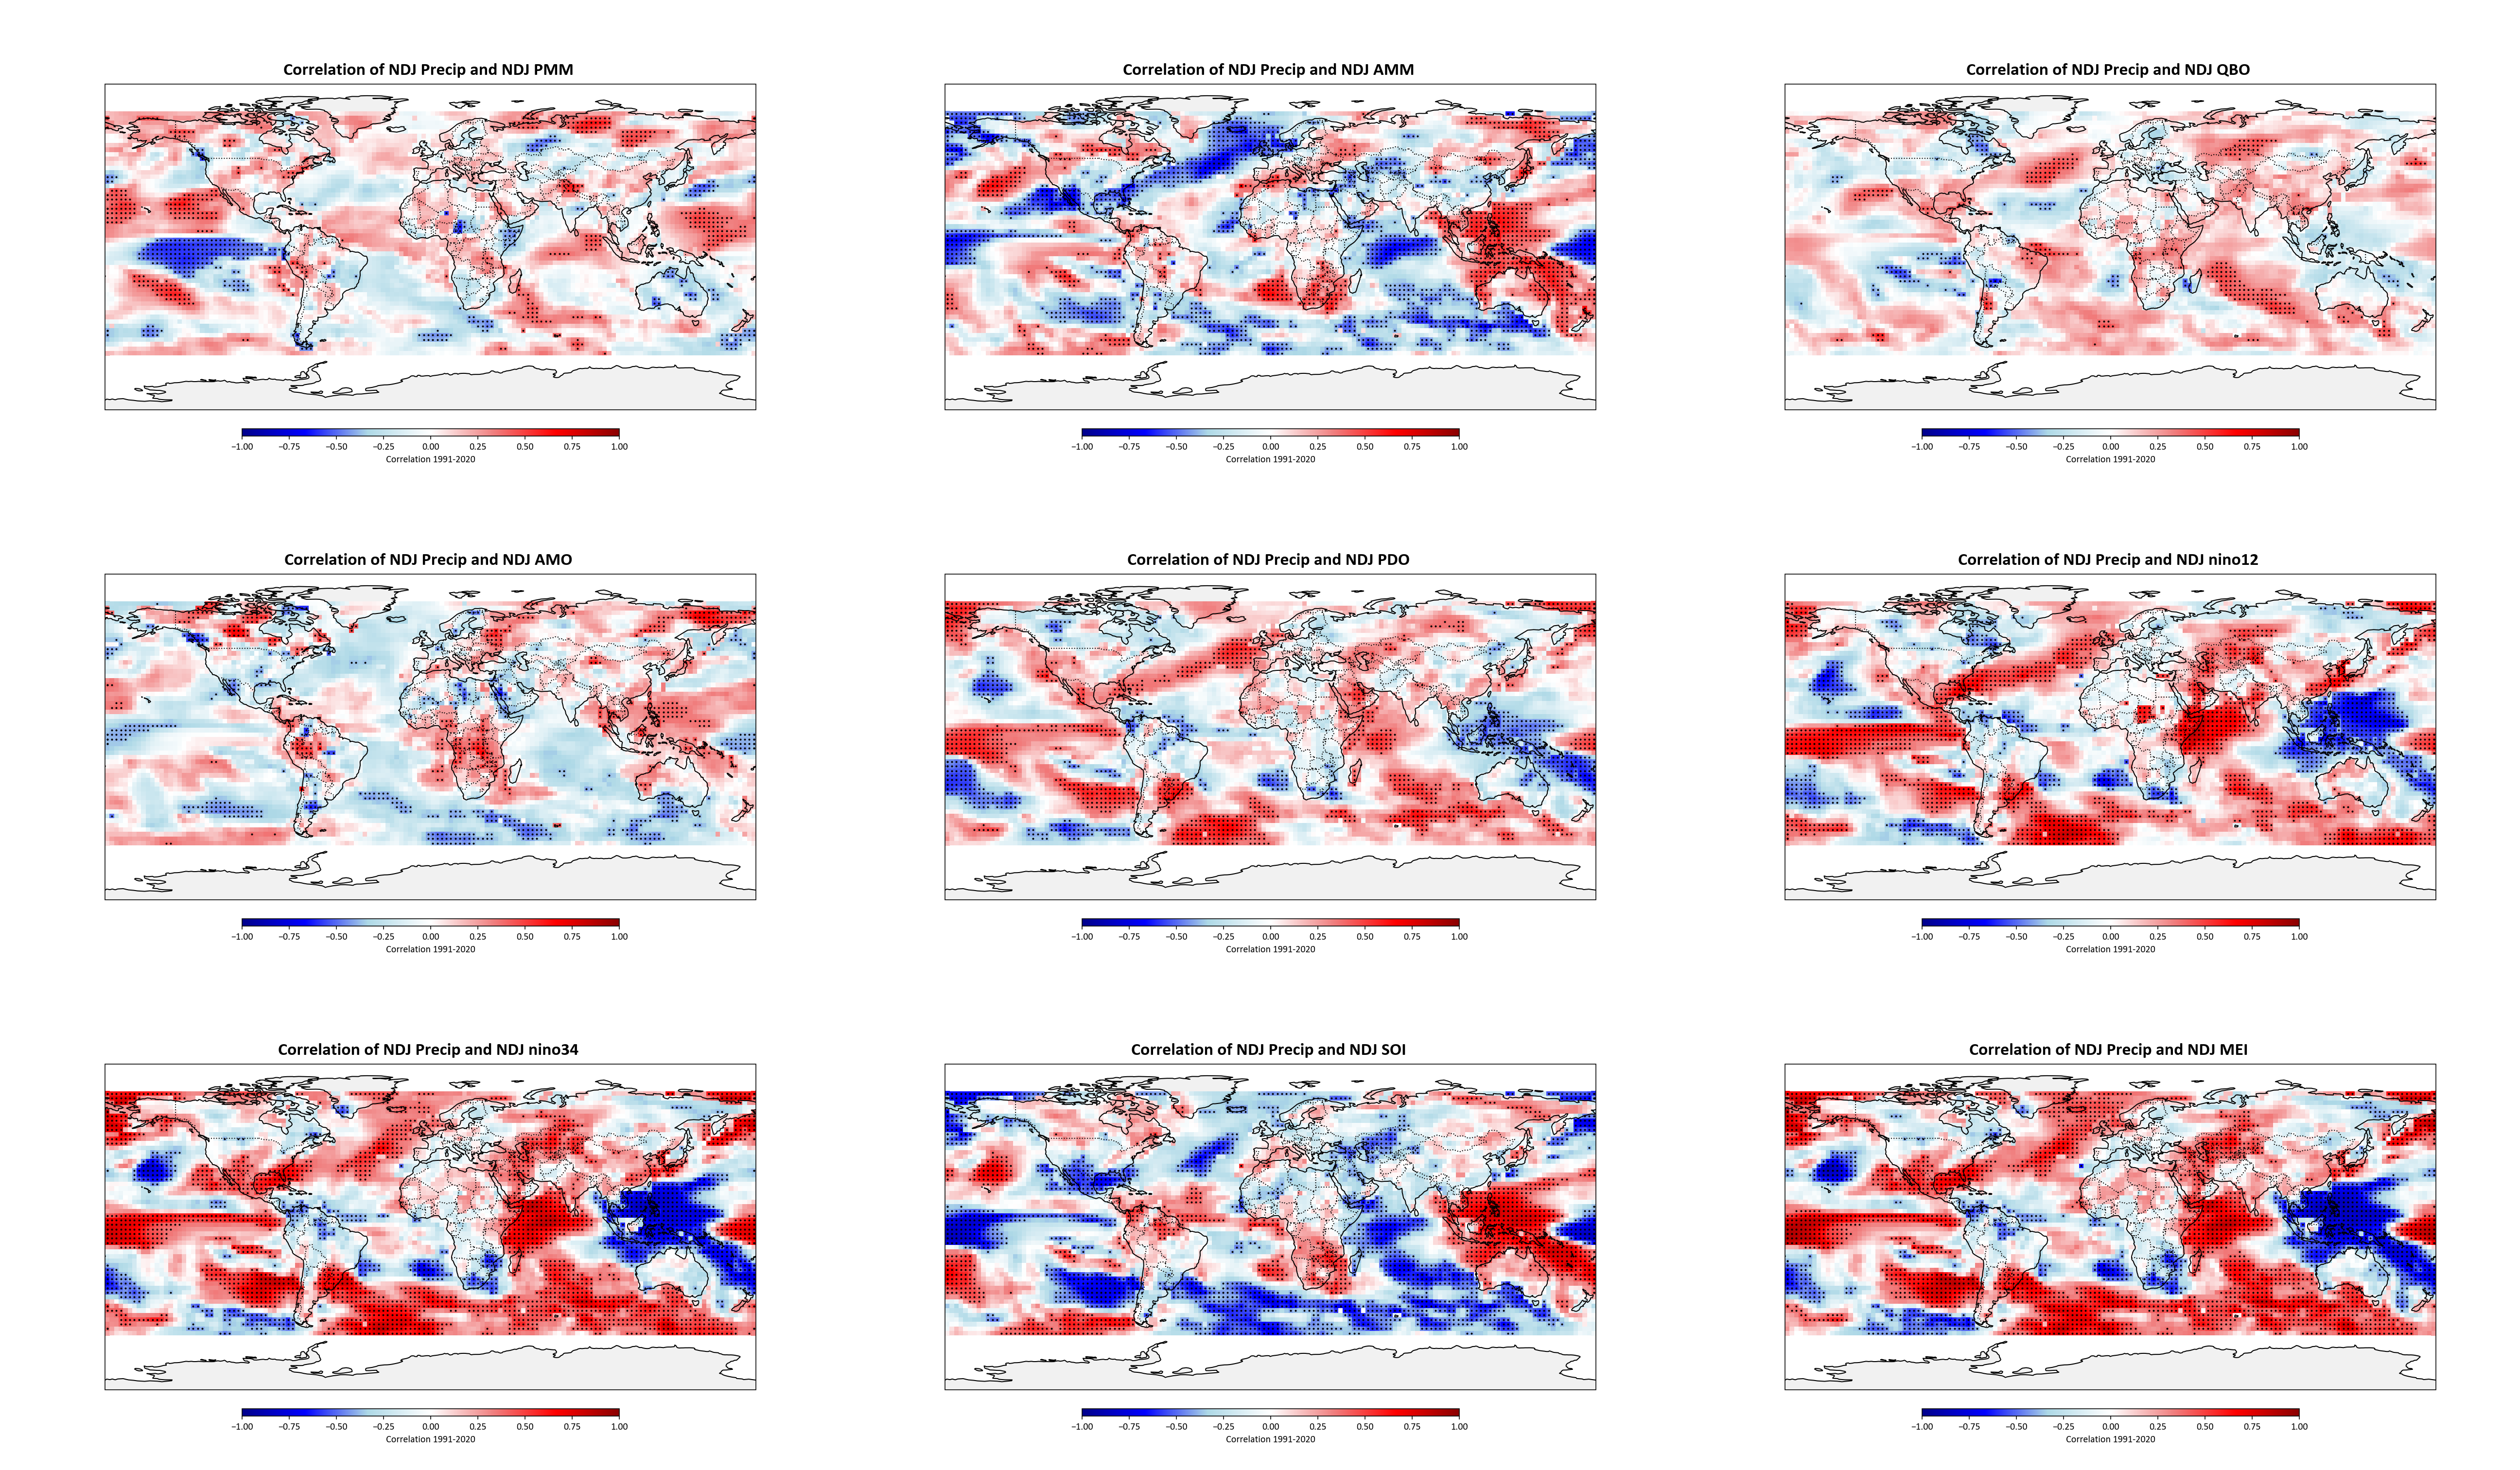 Correlation of NDJ Precip and NDJ PMM
−1.00 −0.75 −0.50 −0.25 0.00 0.25 0.50 0.75 1.00
Correlation 1991-2020
Correlation of NDJ Precip and NDJ AMM
−1.00 −0.75 −0.50 −0.25 0.00 0.25 0.50 0.75 1.00
Correlation 1991-2020
Correlation of NDJ Precip and NDJ QBO
−1.00 −0.75 −0.50 −0.25 0.00 0.25 0.50 0.75 1.00
Correlation 1991-2020
Correlation of NDJ Precip and NDJ AMO
−1.00 −0.75 −0.50 −0.25 0.00 0.25 0.50 0.75 1.00
Correlation 1991-2020
Correlation of NDJ Precip and NDJ PDO
−1.00 −0.75 −0.50 −0.25 0.00 0.25 0.50 0.75 1.00
Correlation 1991-2020
Correlation of NDJ Precip and NDJ nino12
−1.00 −0.75 −0.50 −0.25 0.00 0.25 0.50 0.75 1.00
Correlation 1991-2020
Correlation of NDJ Precip and NDJ nino34
−1.00 −0.75 −0.50 −0.25 0.00 0.25 0.50 0.75 1.00
Correlation 1991-2020
Correlation of NDJ Precip and NDJ SOI
−1.00 −0.75 −0.50 −0.25 0.00 0.25 0.50 0.75 1.00
Correlation 1991-2020
Correlation of NDJ Precip and NDJ MEI
−1.00 −0.75 −0.50 −0.25 0.00 0.25 0.50 0.75 1.00
Correlation 1991-2020